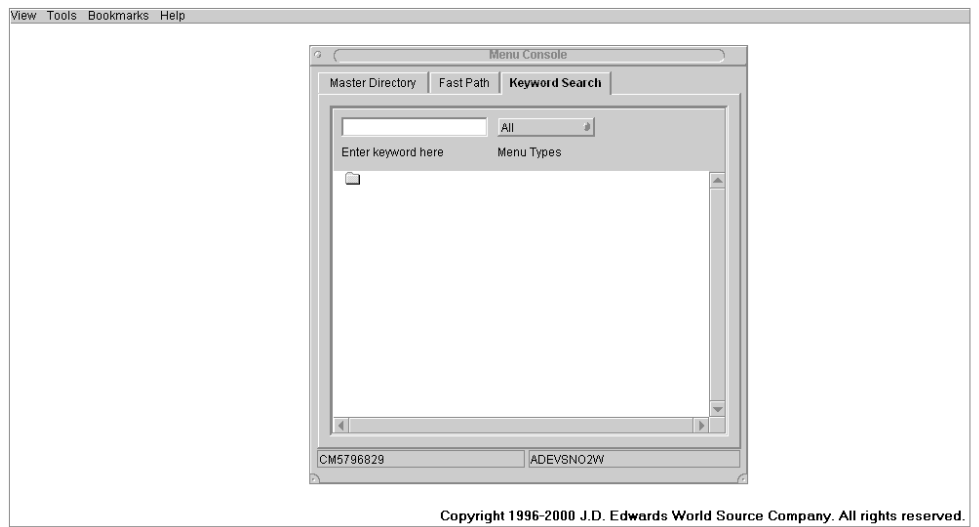 View Tools Bookmarks Help
Menu Console
Master Directory Fast Path Keyword Search
All
Enter keyword here Menu Types
CM5796829 ADEVSNO2W
Copyright 1996-2000 J.D. Edwards World Source Company. All rights reserved.